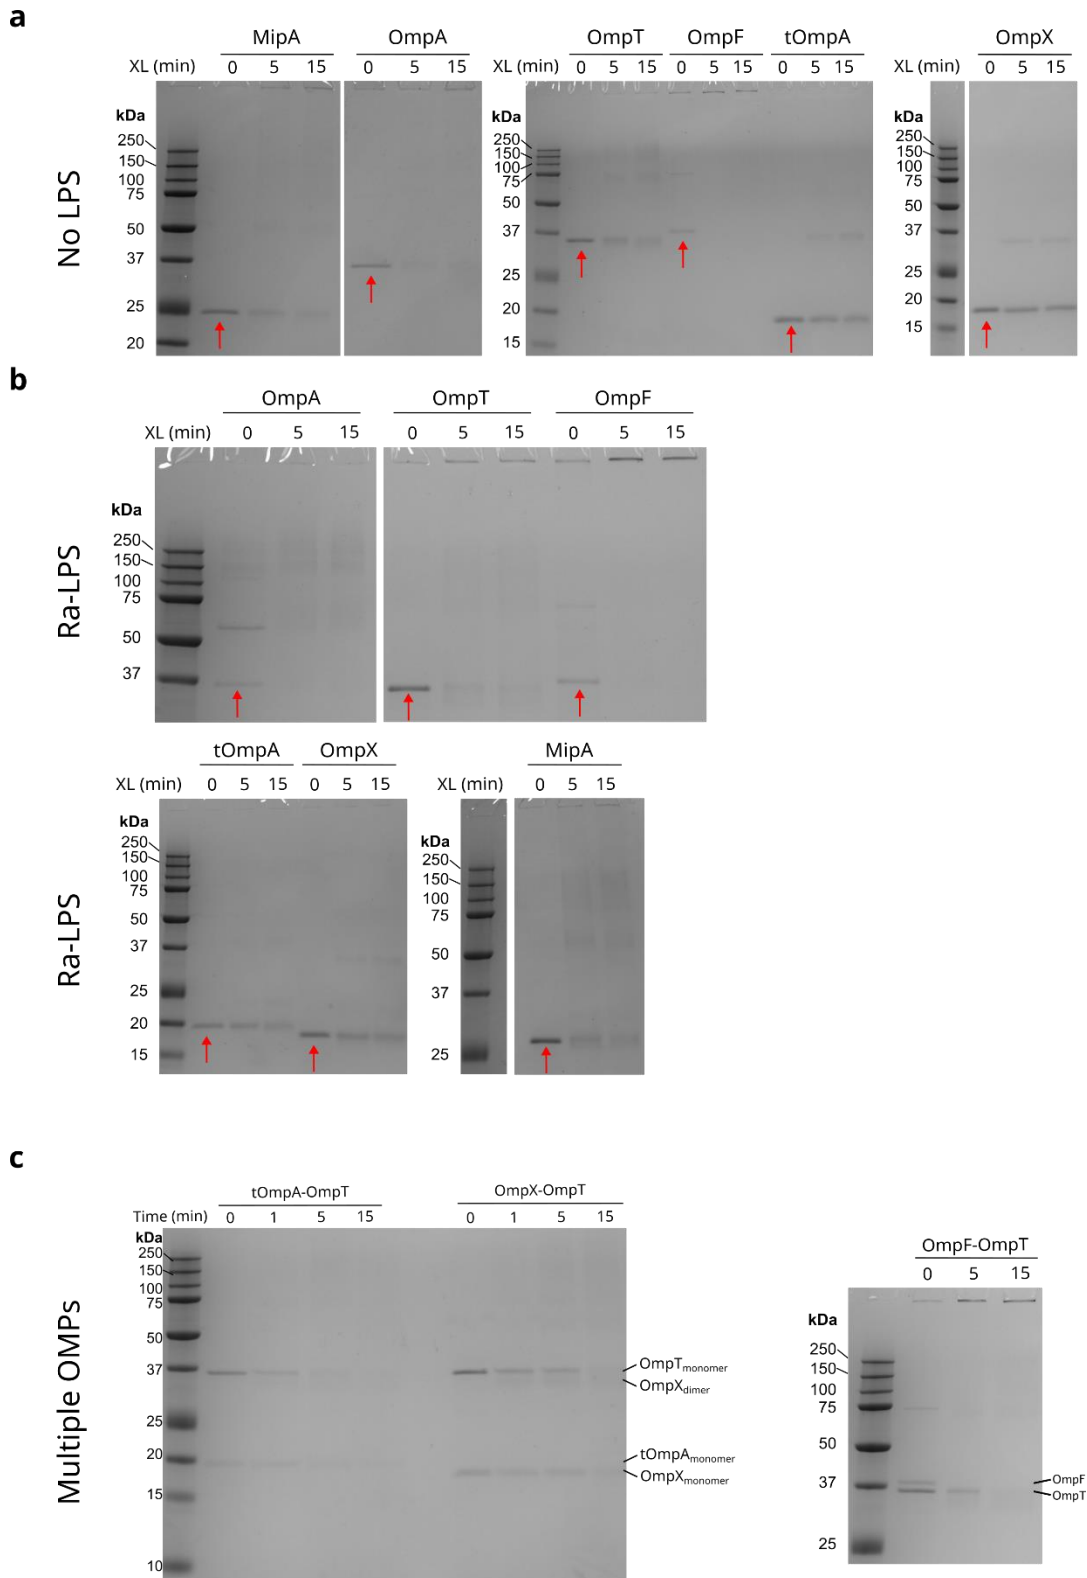 a
MipA OmpA OmpT OmpF tOmpA OmpX
XL (min) 0 5 15 0 5 15 XL (min) 0 5 15 0 5 15 0 5 15 XL (min) 0 5 15
No LPS
kDa
250
150
100
75
50
37
25
20
kDa
250
150
100
75
50
37
25
20
15
kDa
250
150
100
75
50
37
25
20
15
b
OmpA OmpT OmpF
XL (min) 0 5 15 0 5 15 0 5 15
Ra-LPS
kDa
250
150
100
75
50
37
tOmpA OmpX MipA
XL (min) 0 5 15 0 5 15 XL (min) 0 5 15
Ra-LPS
kDa
250
150
100
75
50
37
25
20
15
kDa
250
150
100
75
50
37
25
c
tOmpA-OmpT OmpX-OmpT
Time (min) 0 1 5 15 0 1 5 15
Multiple OMPs
kDa
250
150
100
75
50
37
25
20
15
10
OmpTmonomer
OmpXdimer
tOmpAmonomer
OmpXmonomer
OmpF-OmpT
0 5 15
kDa
250
150
100
75
50
37
25
OmpF
OmpT